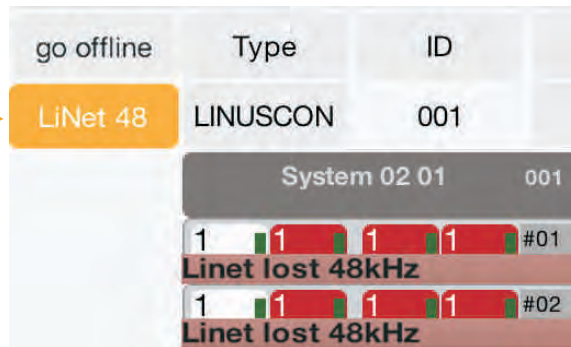 go offline Type ID
LiNet 48 LINUSCON 001
System 02 01 001
1 1 1 1 #01
Linet lost 48kHz
1 1 1 1 #02
Linet lost 48kHz